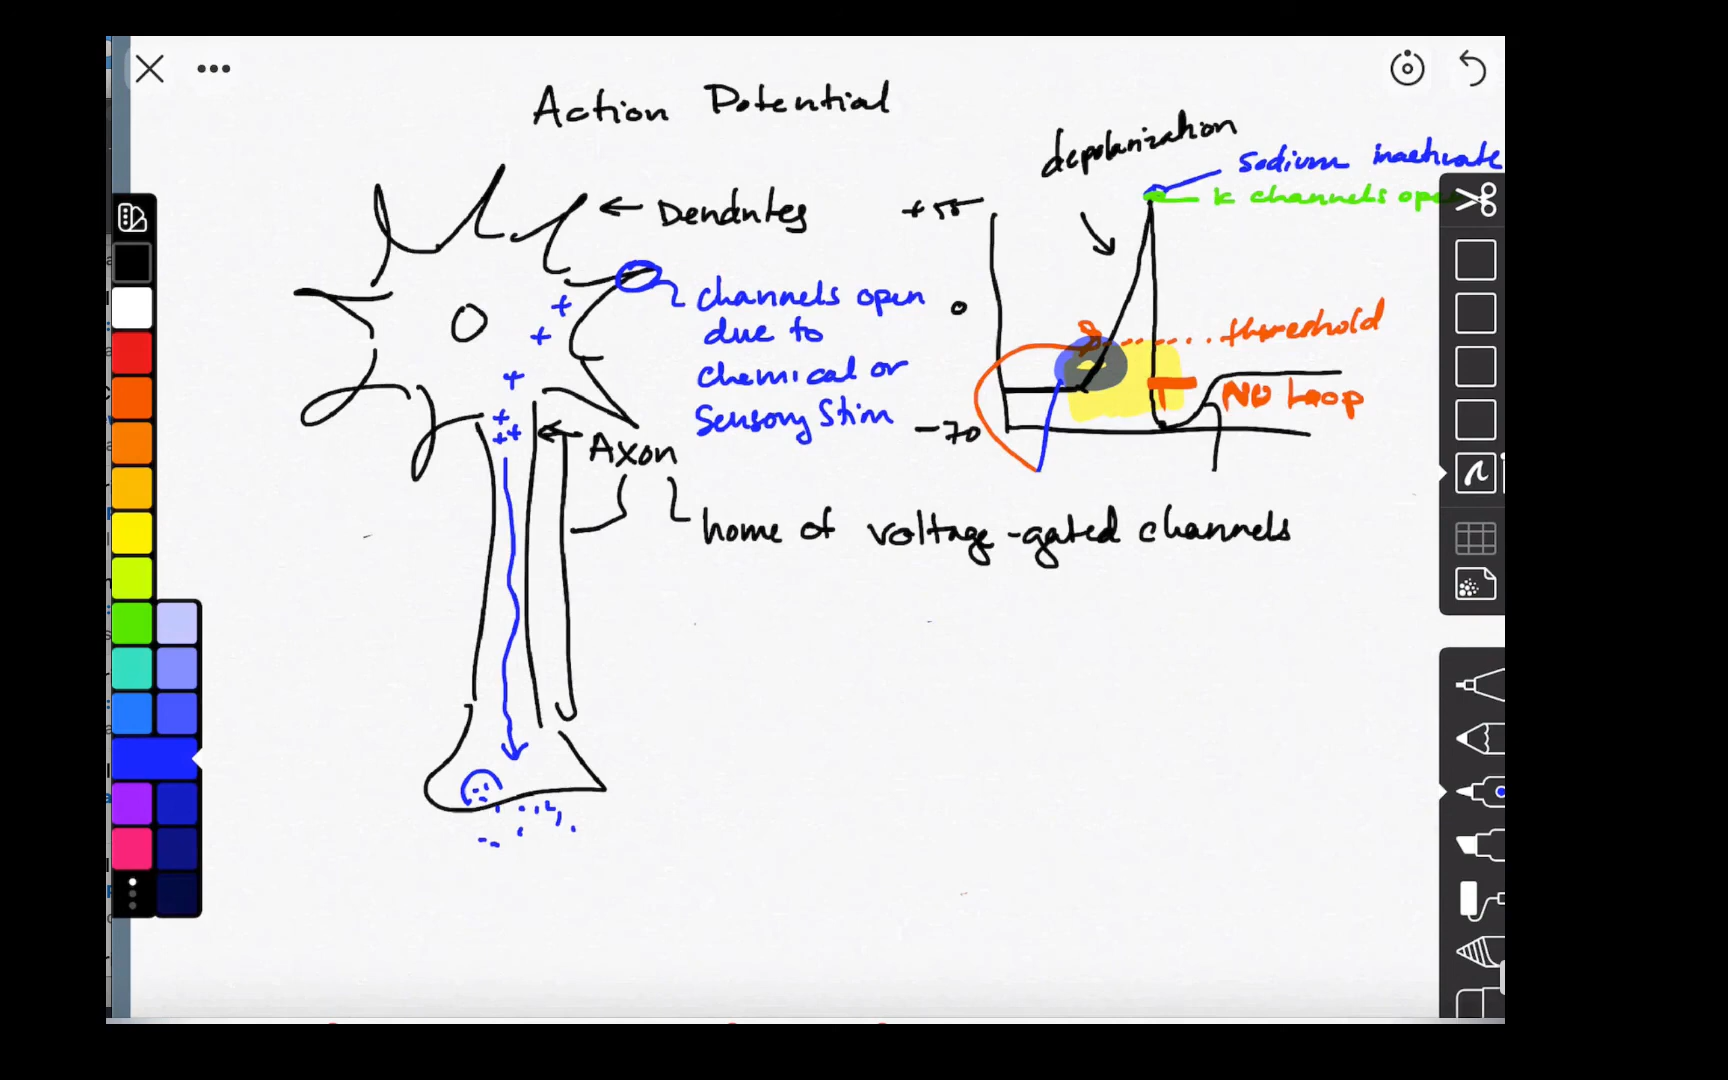 Action Potential
depolarization
Sodium inactivate
K channels open
Dendrites
+55
channels open
due to
chemical or
Sensory Stim
0
threshold
NO Loop
-70
Axon
home of voltage-gated channels